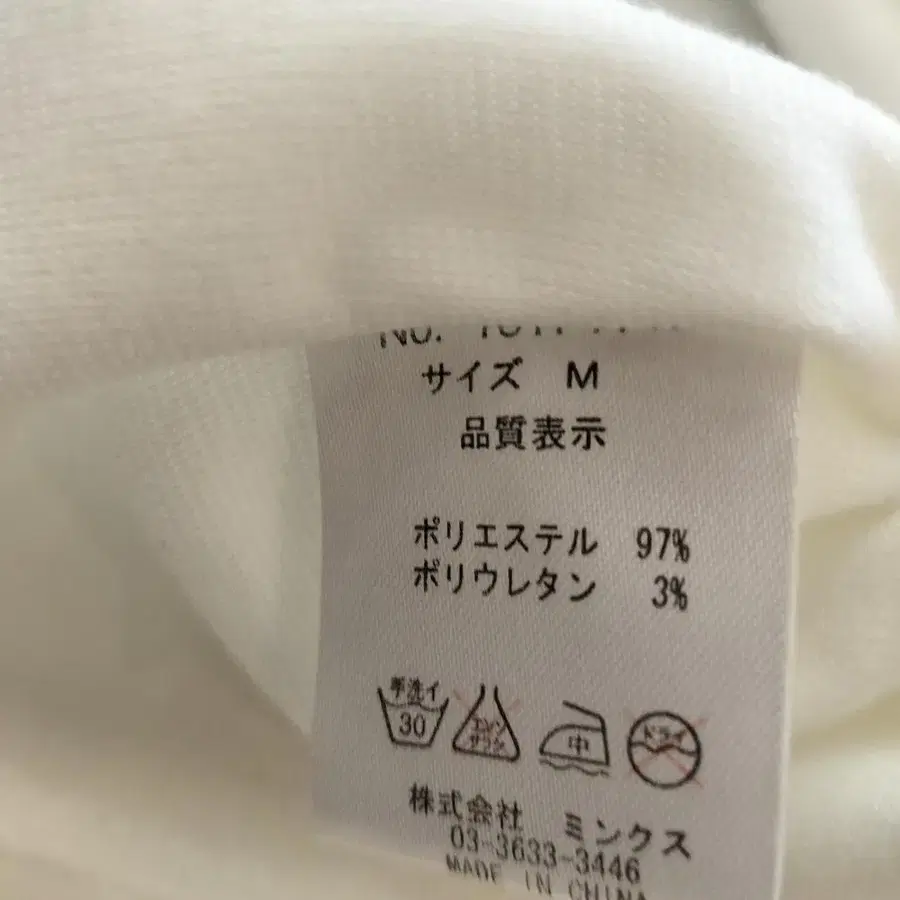 No.
サイズ M
品質表示
ポリエステル 97%
ポリウレタン 3%
手洗イ
30
エンソ
サラシ
中
ドライ
株式会社 ミンクス
03-3633-3446
MADE IN CHINA